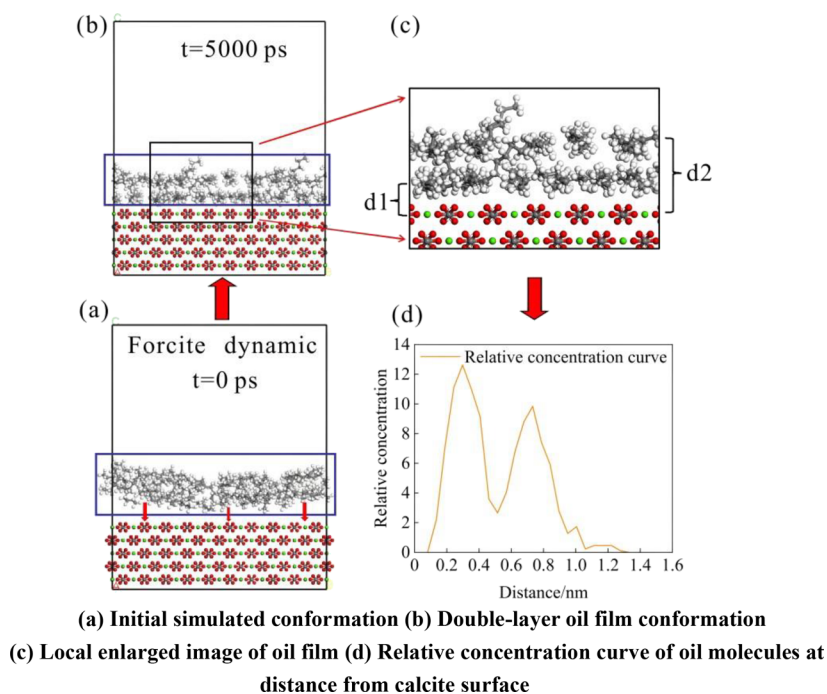 (b)
t=5000 ps
(c)
d1
d2
(a)
Forcite dynamic
t=0 ps
(d)
Relative concentration curve
Relative concentration
14
12
10
8
6
4
2
0
0 0.2 0.4 0.6 0.8 1.0 1.2 1.4 1.6
Distance/nm
(a) Initial simulated conformation (b) Double-layer oil film conformation
(c) Local enlarged image of oil film (d) Relative concentration curve of oil molecules at
distance from calcite surface